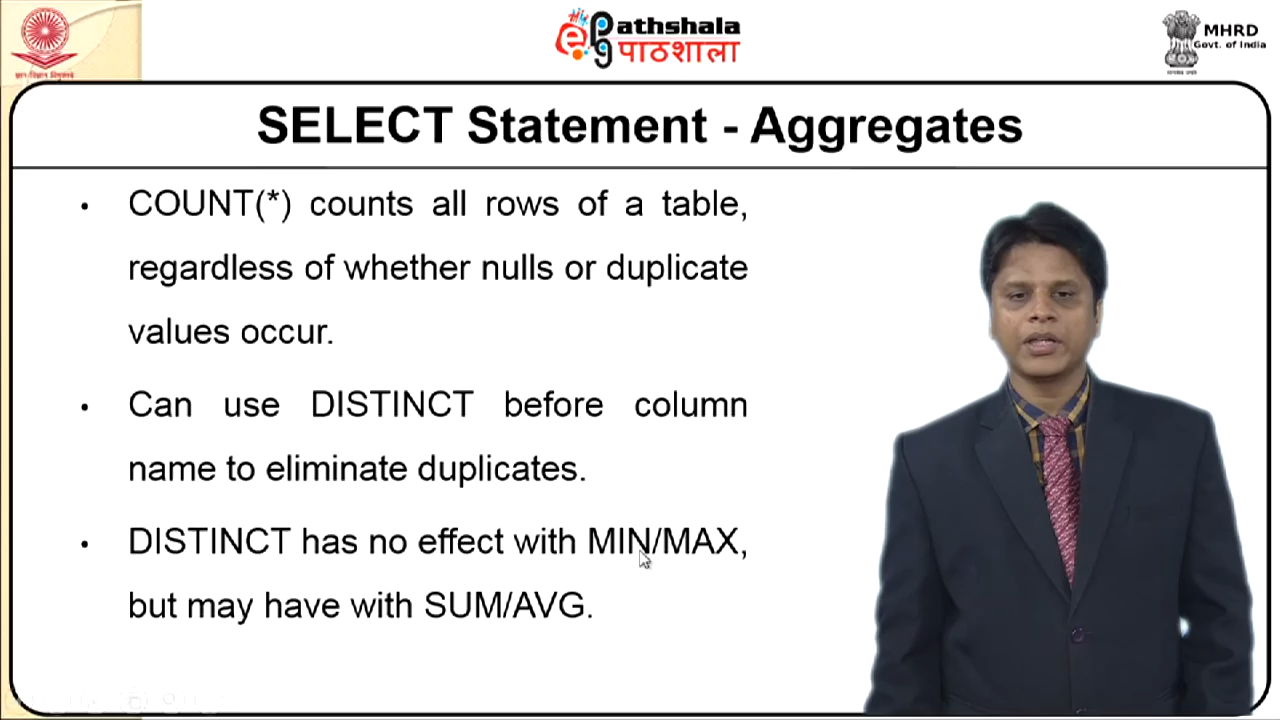 ePG Pathshala
पाठशाला
MHRD
Govt. of India
SELECT Statement - Aggregates
• COUNT(*) counts all rows of a table,
regardless of whether nulls or duplicate
values occur.
• Can use DISTINCT before column
name to eliminate duplicates.
• DISTINCT has no effect with MIN/MAX,
but may have with SUM/AVG.